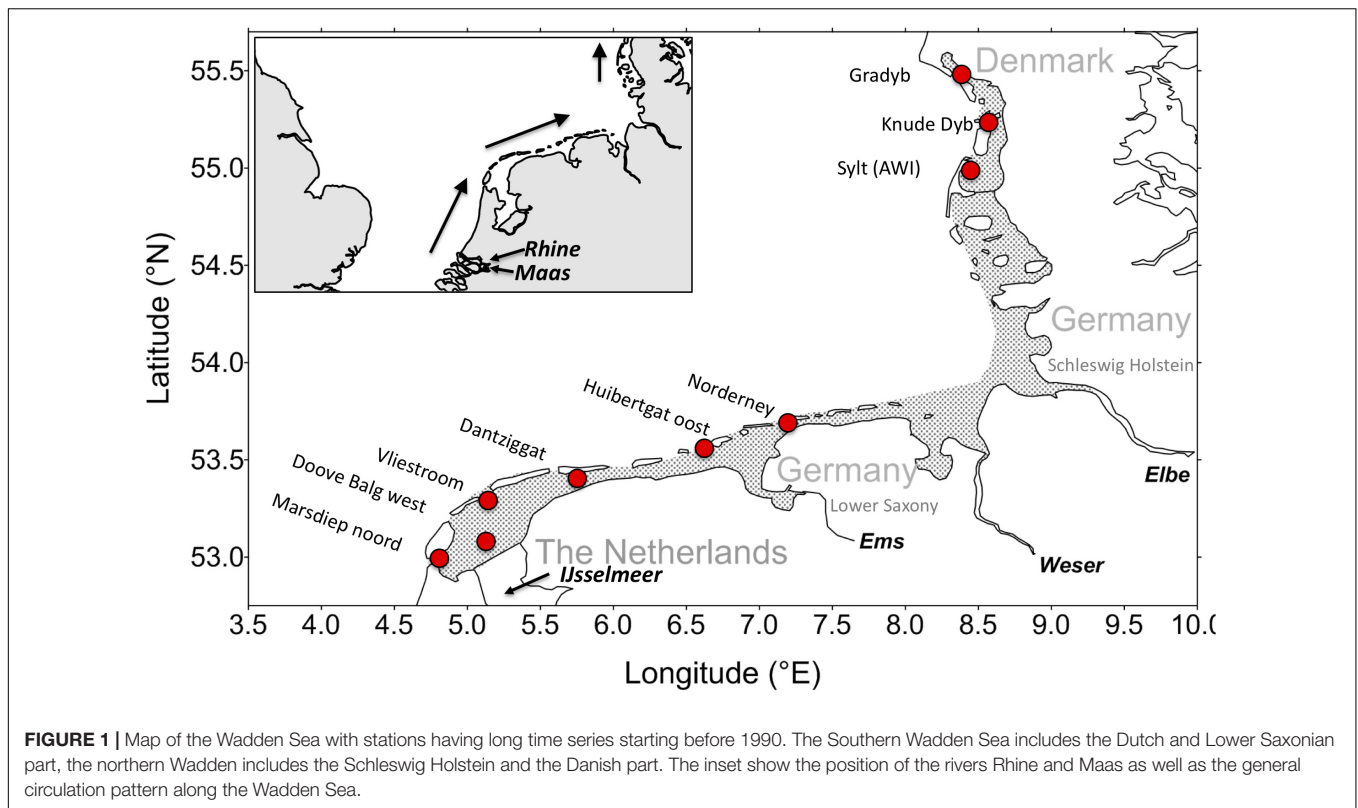 Rhine
Maas
Denmark
Gradyb
Knude Dyb
Sylt (AWI)
Germany
Schleswig Holstein
Norderney
Huibertgat oost
Dantziggat
Vliestroom
Doove Balg west
Marsdiep noord
Germany
Lower Saxony
Elbe
Ems
Weser
The Netherlands
IJsselmeer
Latitude (°N)
55.5
55.0
54.5
54.0
53.5
53.0
3.5 4.0 4.5 5.0 5.5 6.0 6.5 7.0 7.5 8.0 8.5 9.0 9.5 10.0
Longitude (°E)
FIGURE 1 | Map of the Wadden Sea with stations having long time series starting before 1990. The Southern Wadden Sea includes the Dutch and Lower Saxonian
part, the northern Wadden includes the Schleswig Holstein and the Danish part. The inset show the position of the rivers Rhine and Maas as well as the general
circulation pattern along the Wadden Sea.